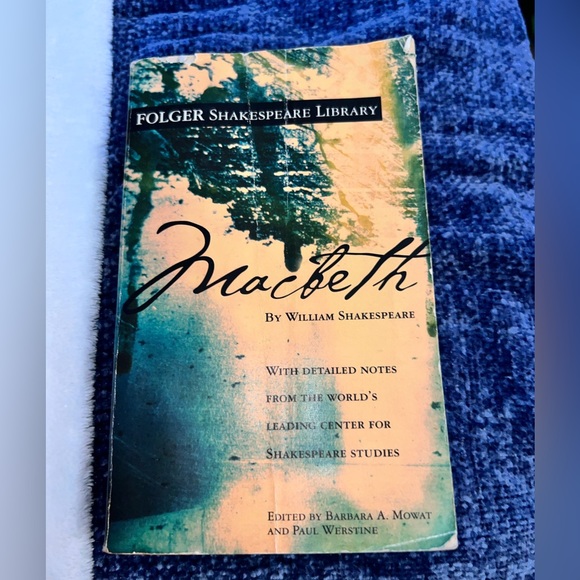 FOLGER SHAKESPEARE LIBRARY
Macbeth
BY WILLIAM SHAKESPEARE
WITH DETAILED NOTES
FROM THE WORLD'S
LEADING CENTER FOR
SHAKESPEARE STUDIES
EDITED BY BARBARA A. MOWAT
AND PAUL WERSTINE